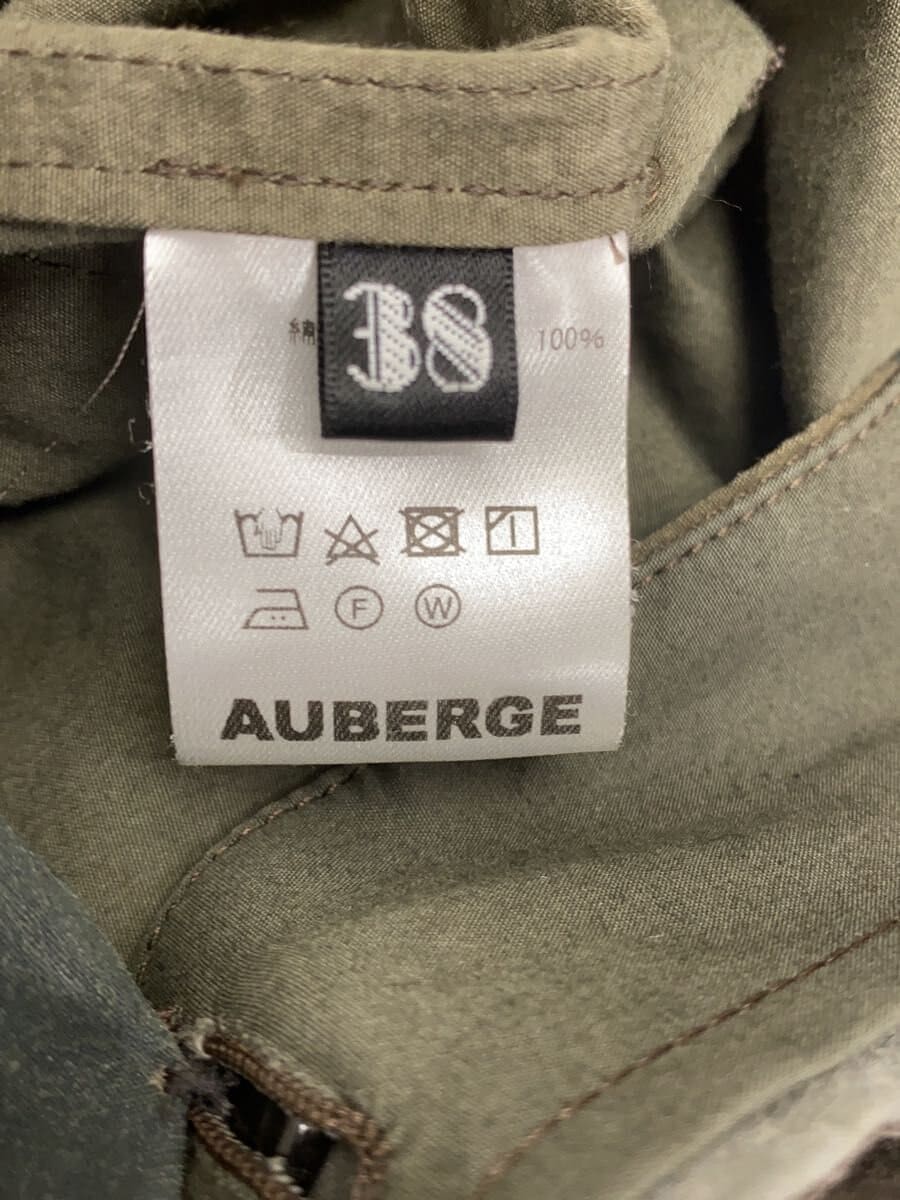 綿 38 100%
F W
AUBERGE